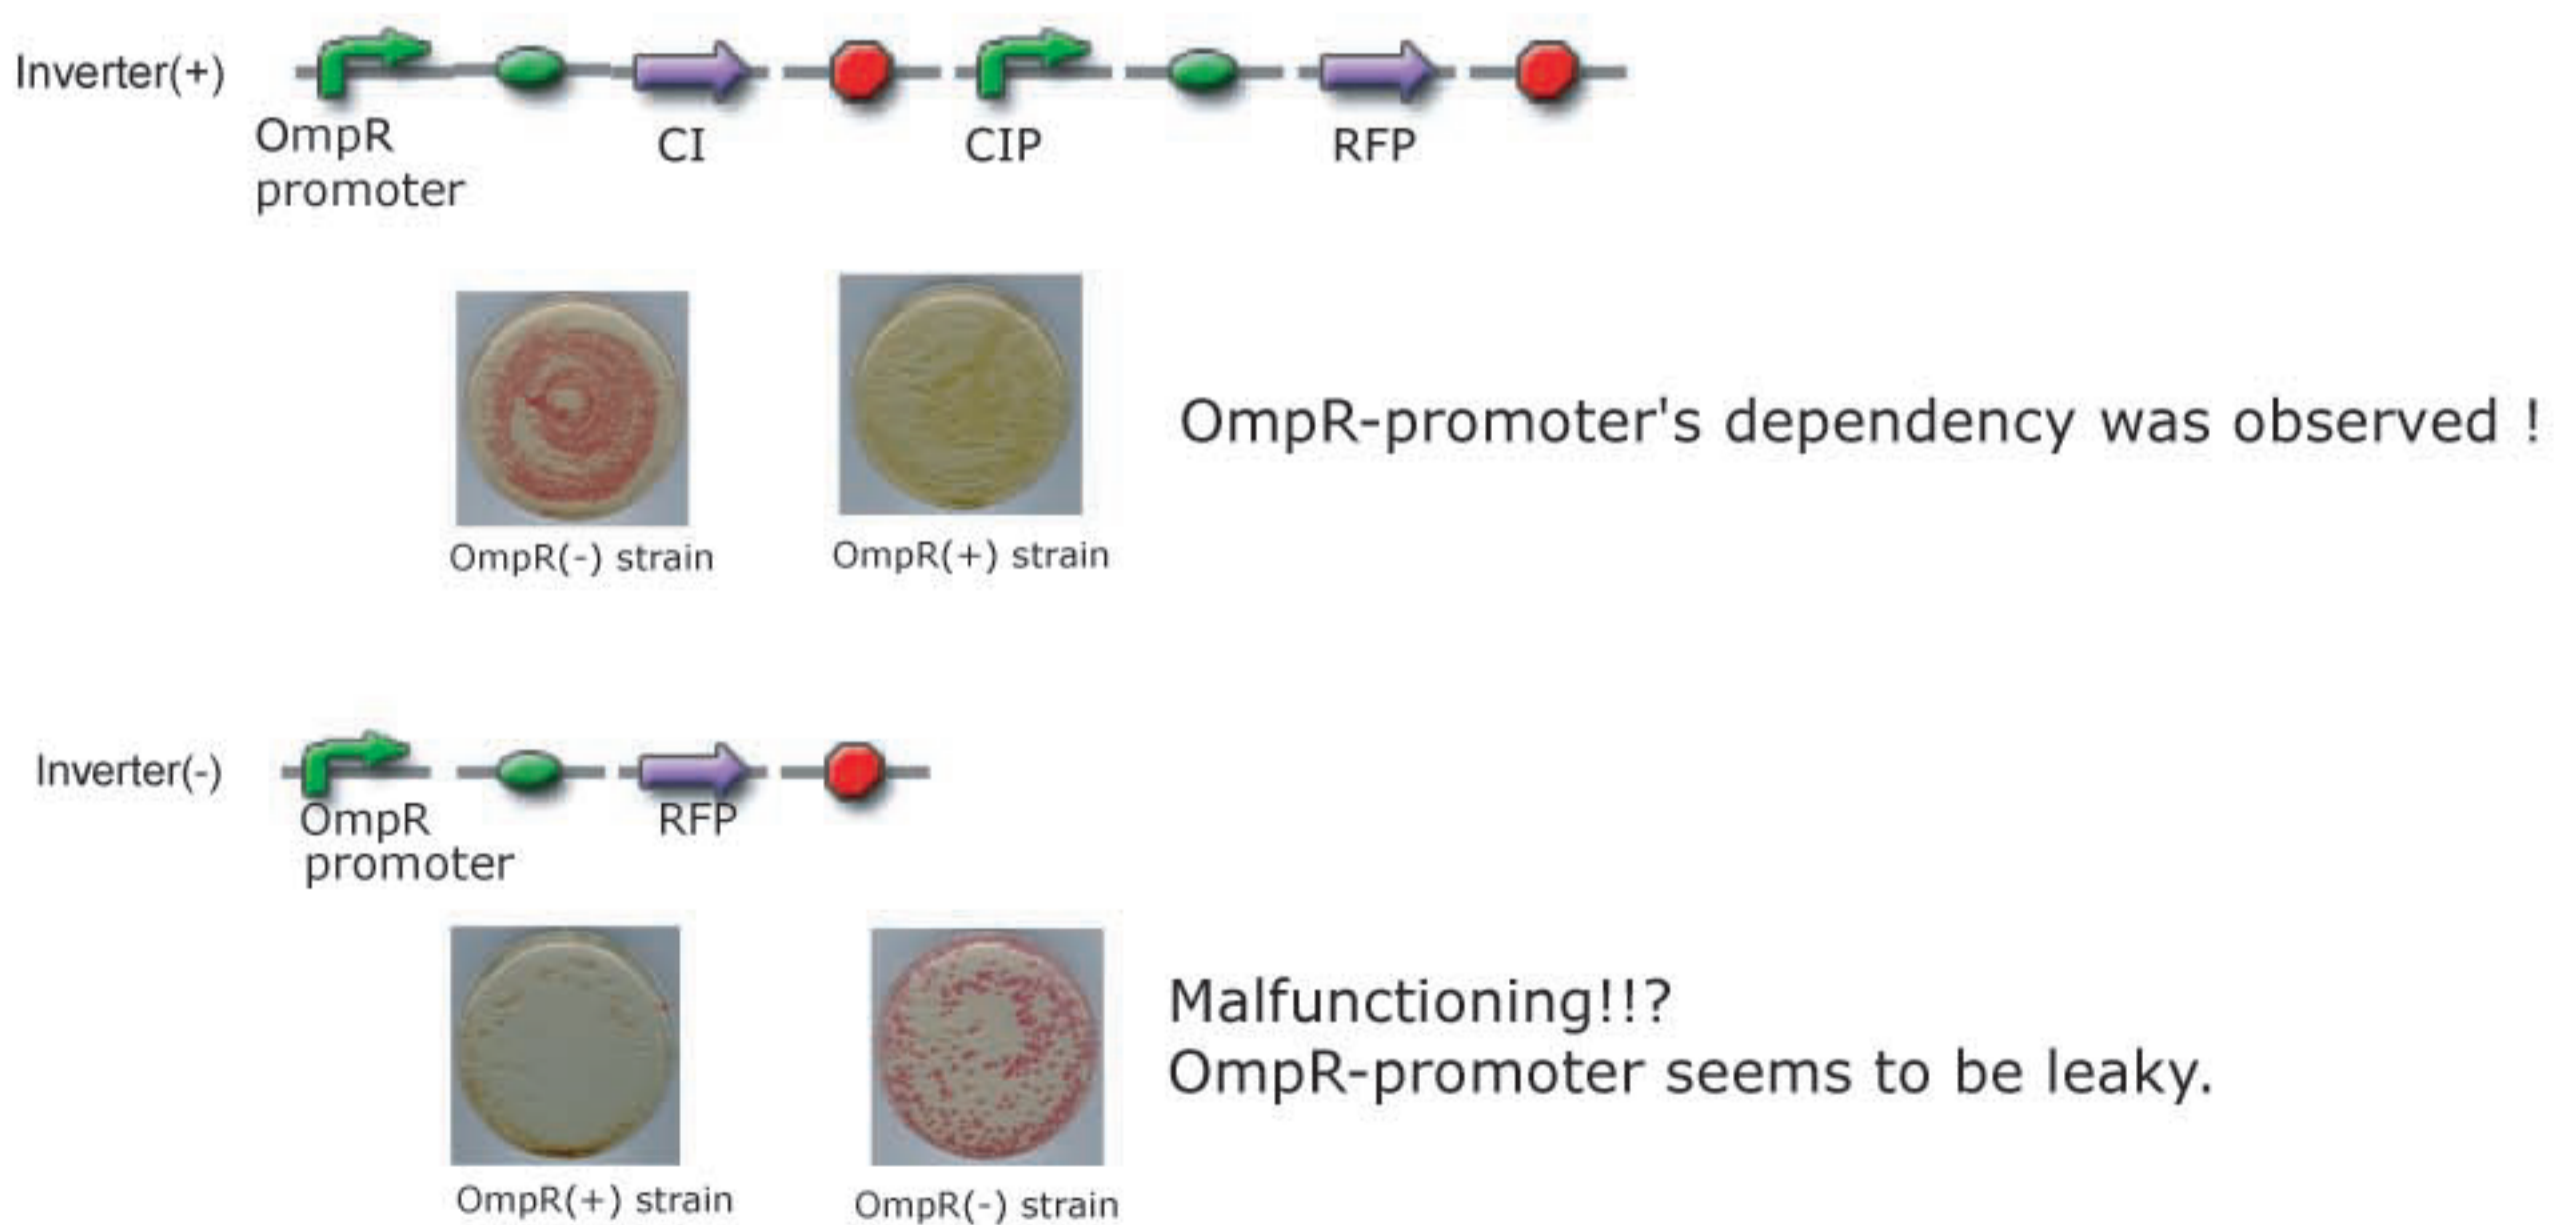 Inverter(+)
OmpR
promoter
CI
CIP
RFP
OmpR(-) strain
OmpR(+) strain
OmpR-promoter's dependency was observed !
Inverter(-)
OmpR
promoter
RFP
OmpR(+) strain
OmpR(-) strain
Malfunctioning!!?
OmpR-promoter seems to be leaky.